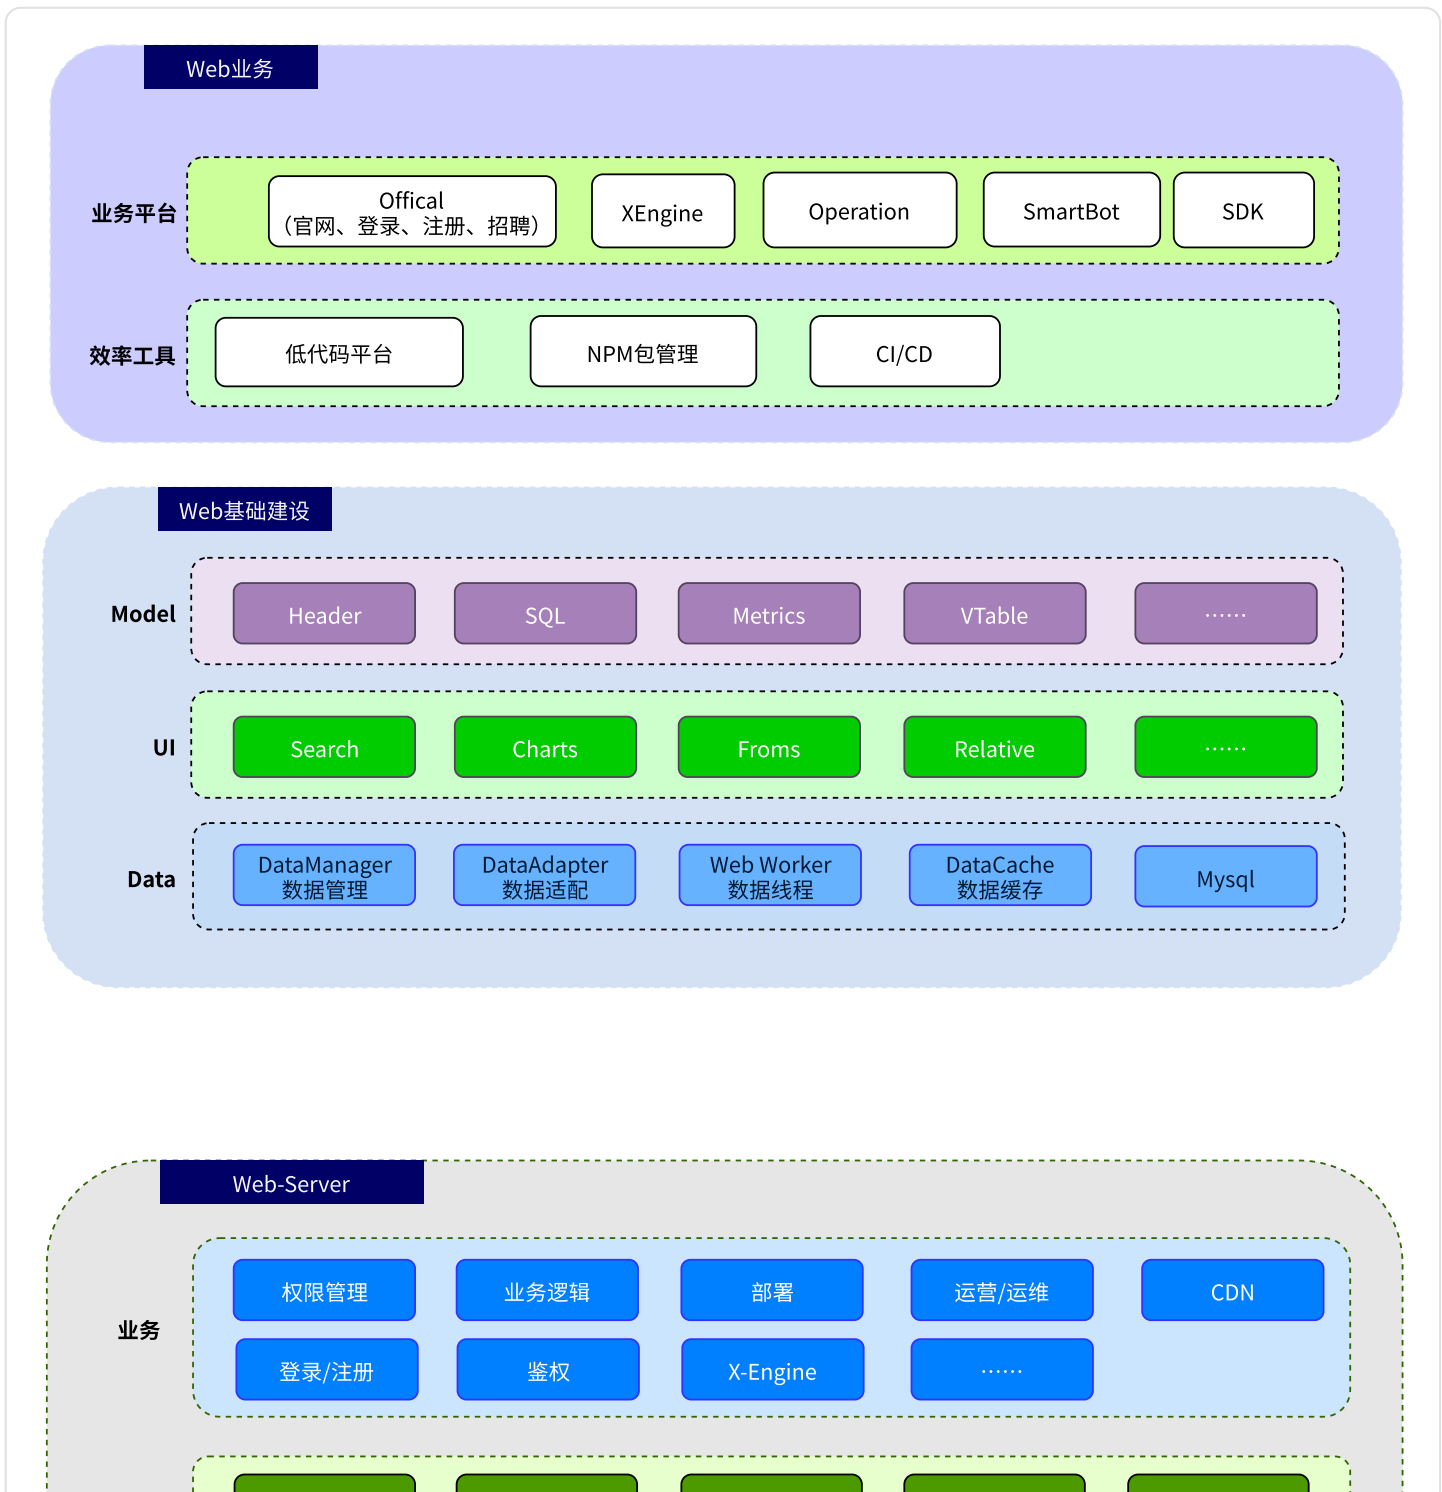 Web业务
业务平台
Offical
（官网、登录、注册、招聘）
XEngine
Operation
SmartBot
SDK
效率工具
低代码平台
NPM包管理
CI/CD
Web基础建设
Model
Header
SQL
Metrics
VTable
……
UI
Search
Charts
Froms
Relative
……
Data
DataManager
数据管理
DataAdapter
数据适配
Web Worker
数据线程
DataCache
数据缓存
Mysql
Web-Server
业务
权限管理
业务逻辑
部署
运营/运维
CDN
登录/注册
鉴权
X-Engine
……